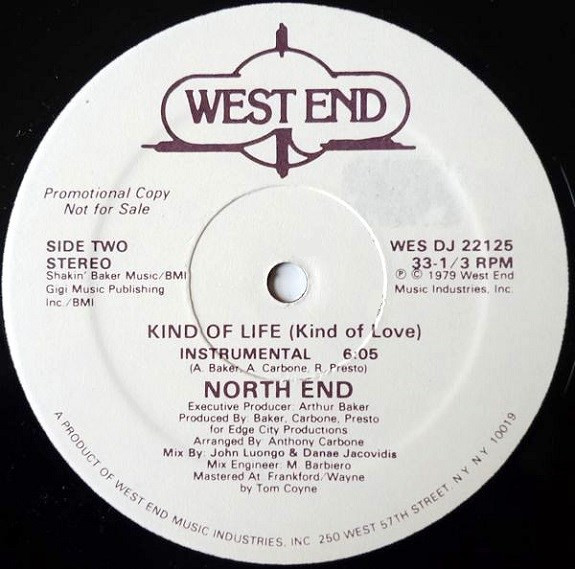 WEST END
Promotional Copy
Not for Sale
SIDE TWO
STEREO
Shakin' Baker Music/BMI
Gigi Music Publishing
Inc./BMI
WES DJ 22125
33-1/3 RPM
℗ © 1979 West End
Music Industries, Inc.
KIND OF LIFE (Kind of Love)
INSTRUMENTAL 6:05
(A. Baker, A. Carbone, R. Presto)
NORTH END
Executive Producer: Arthur Baker
Produced By: Baker, Carbone, Presto
for Edge City Productions
Arranged By: Anthony Carbone
Mix By: John Luongo & Danae Jacovidis
Mix Engineer: M. Barbiero
Mastered At: Frankford/Wayne
by Tom Coyne
A PRODUCT OF WEST END MUSIC INDUSTRIES, INC. 250 WEST 57TH STREET, N.Y. N.Y. 10019